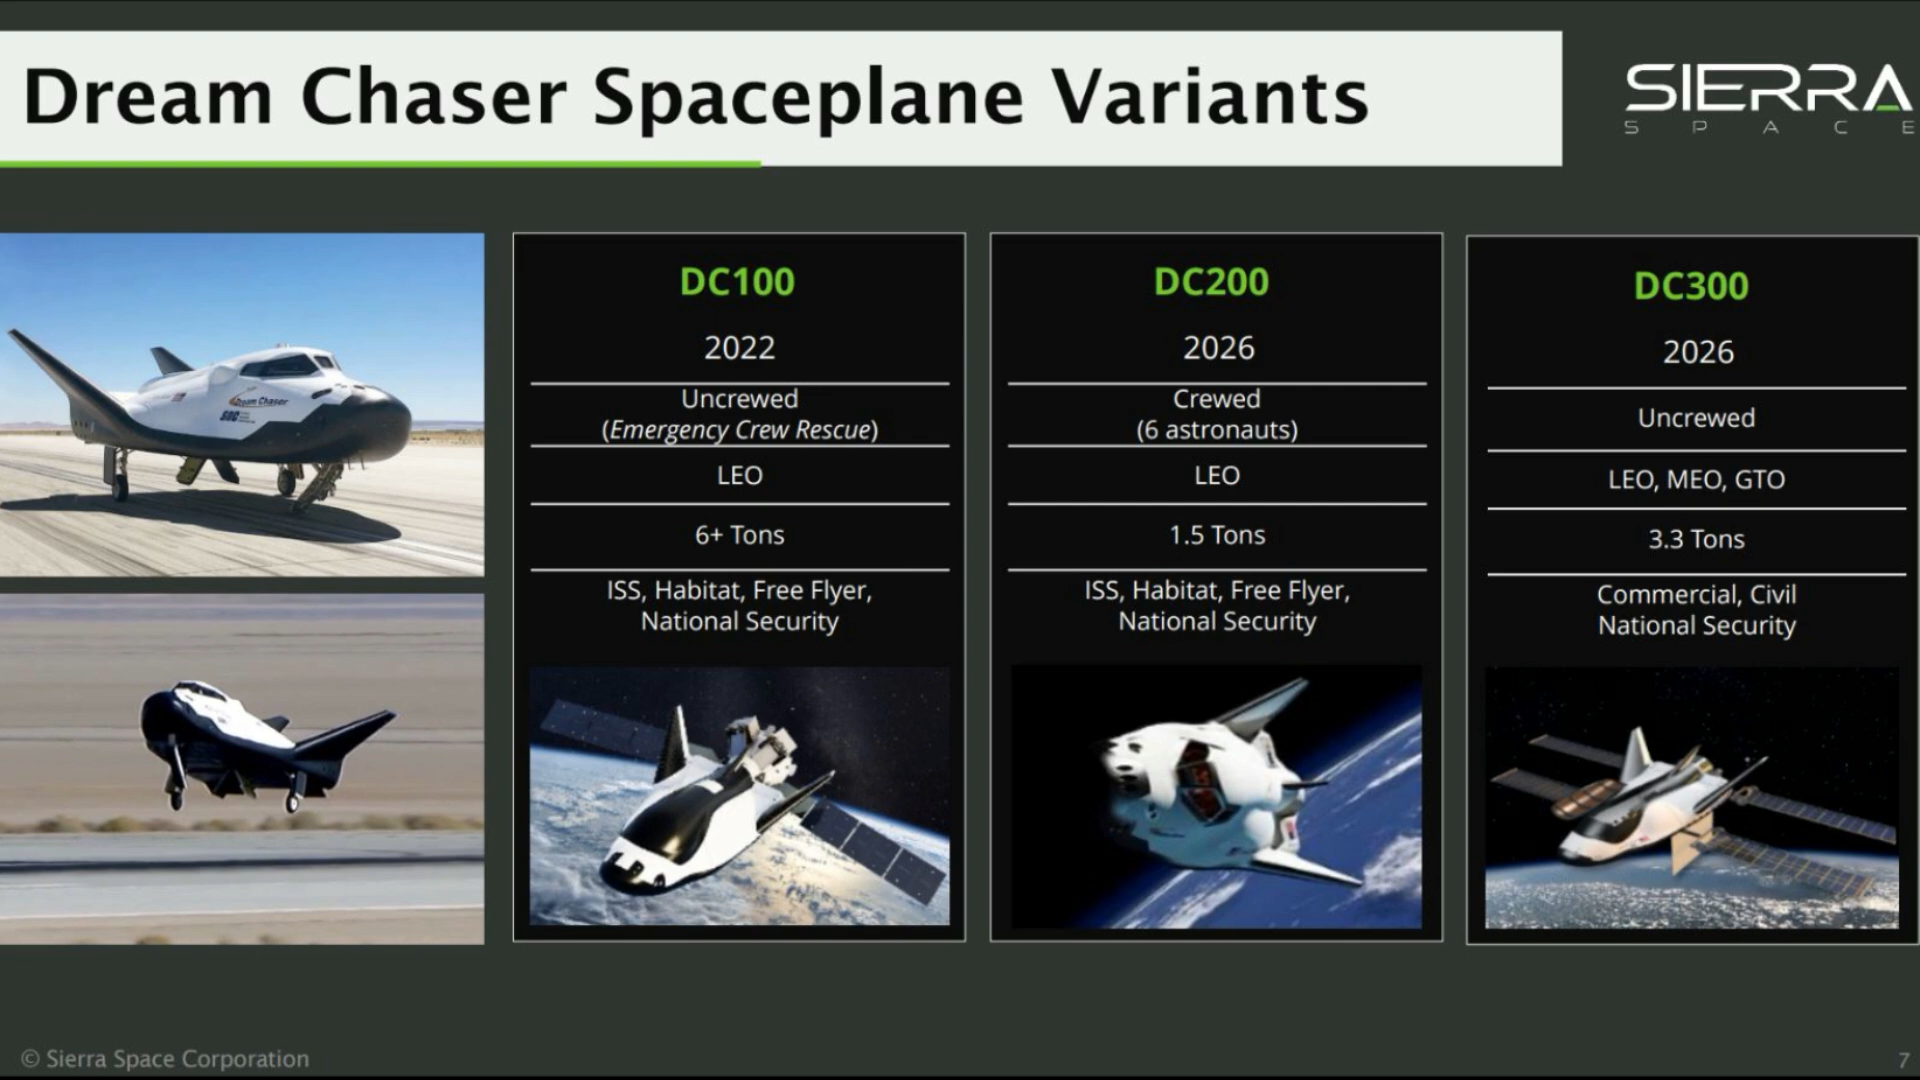 Dream Chaser Spaceplane Variants
SIERRA
SPACE
Dream Chaser
SNC
DC100
2022
Uncrewed
(Emergency Crew Rescue)
LEO
6+ Tons
ISS, Habitat, Free Flyer,
National Security
DC200
2026
Crewed
(6 astronauts)
LEO
1.5 Tons
ISS, Habitat, Free Flyer,
National Security
DC300
2026
Uncrewed
LEO, MEO, GTO
3.3 Tons
Commercial, Civil
National Security
© Sierra Space Corporation
7